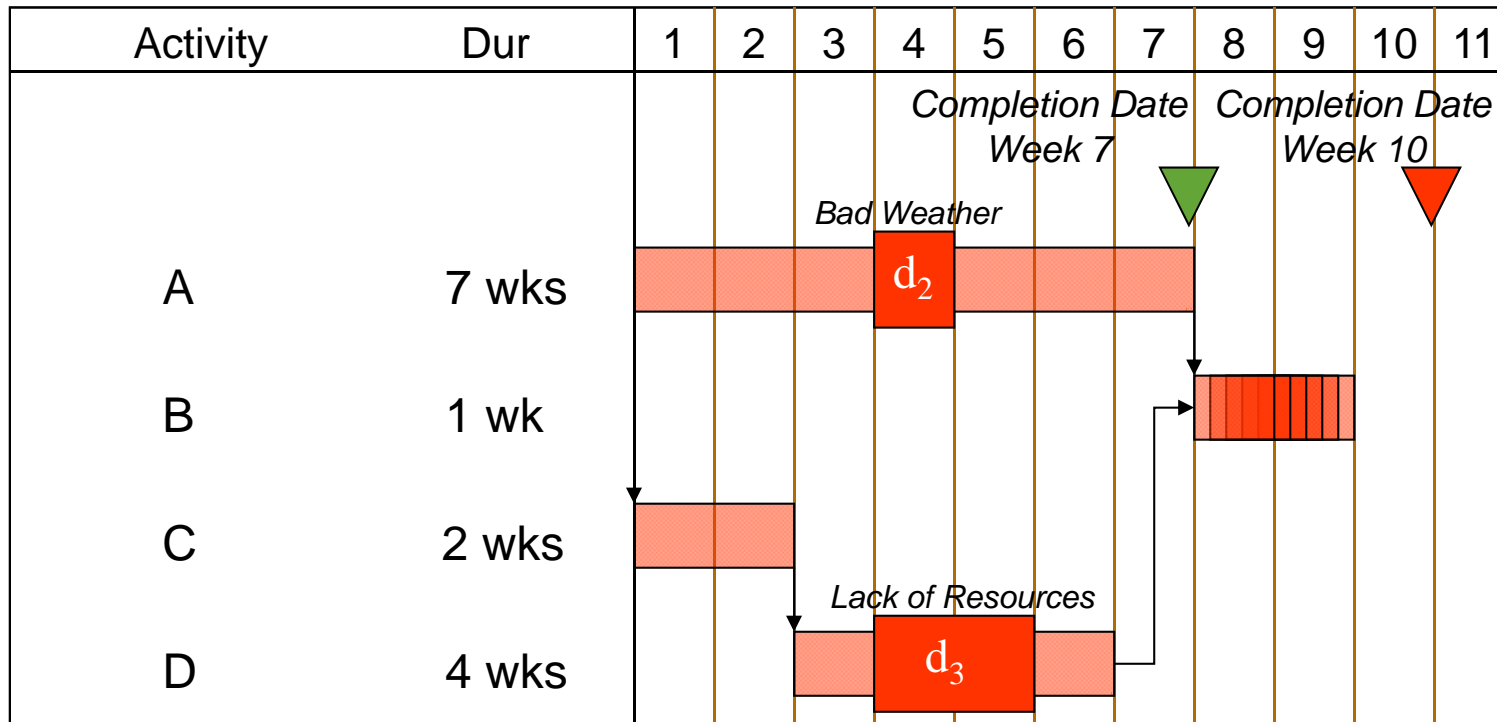 Activity Dur 1 2 3 4 5 6 7 8 9 10 11
Completion Date Completion Date
Week 7 Week 10
Bad Weather
A 7 wks d2
B 1 wk
C 2 wks
Lack of Resources
D 4 wks d3